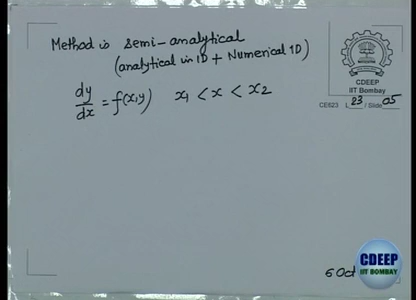 Method is semi-analytical
(analytical in 1D + Numerical 1D)
dy/dx = f(x,y)    x₁ < x < x₂
CDEEP
IIT Bombay
CE623 L 23 / Slide 05
6 Oct
CDEEP
IIT BOMBAY